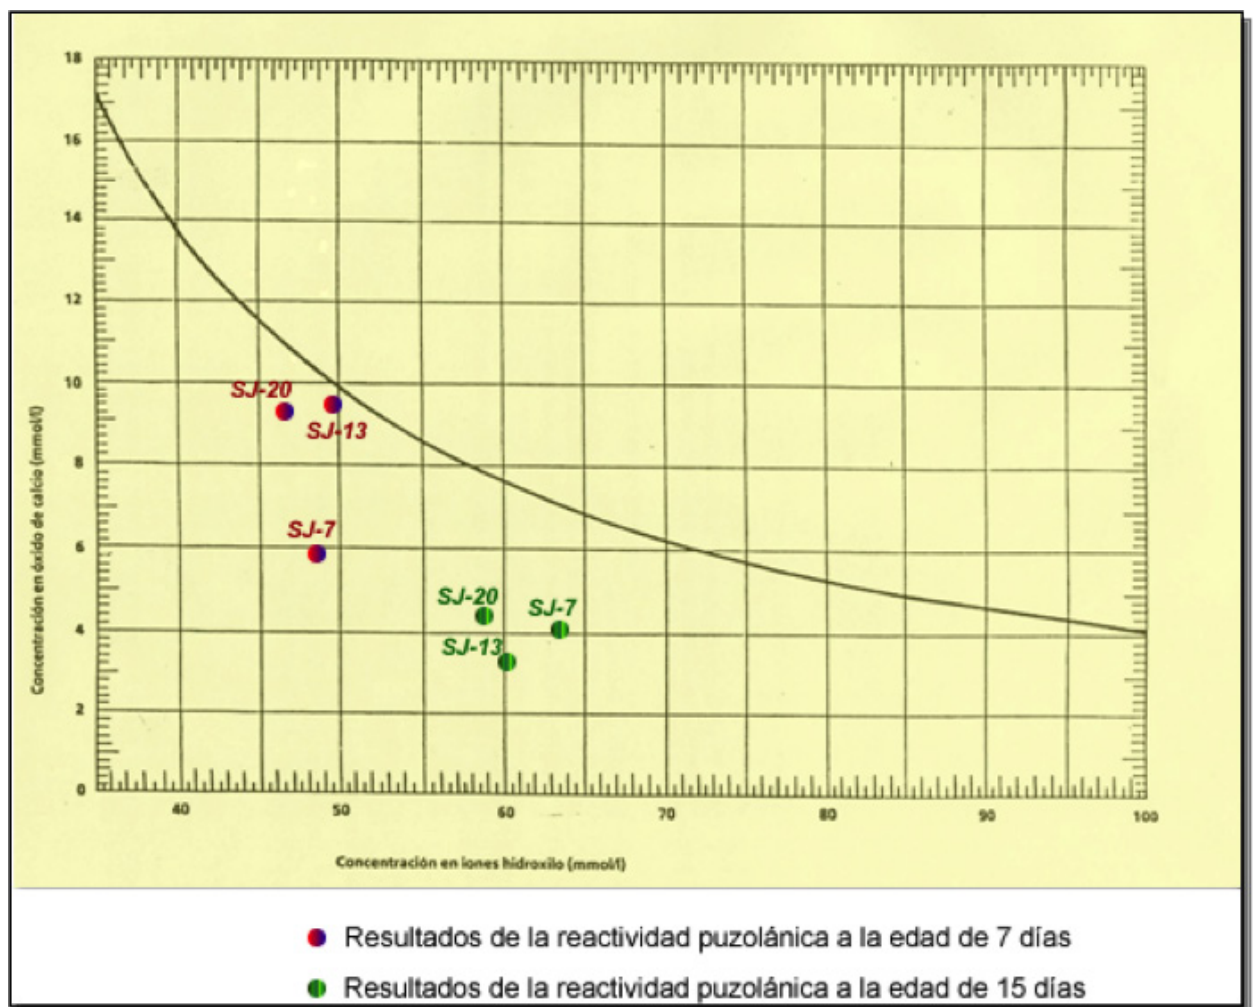 18
16
14
12
10
8
6
4
2
0
Concentración en óxido de calcio (mmol/l)
SJ-20
SJ-13
SJ-7
SJ-20
SJ-7
SJ-13
40 50 60 70 80 90 100
Concentración en iones hidroxilo (mmol/l)
Resultados de la reactividad puzolánica a la edad de 7 días
Resultados de la reactividad puzolánica a la edad de 15 días